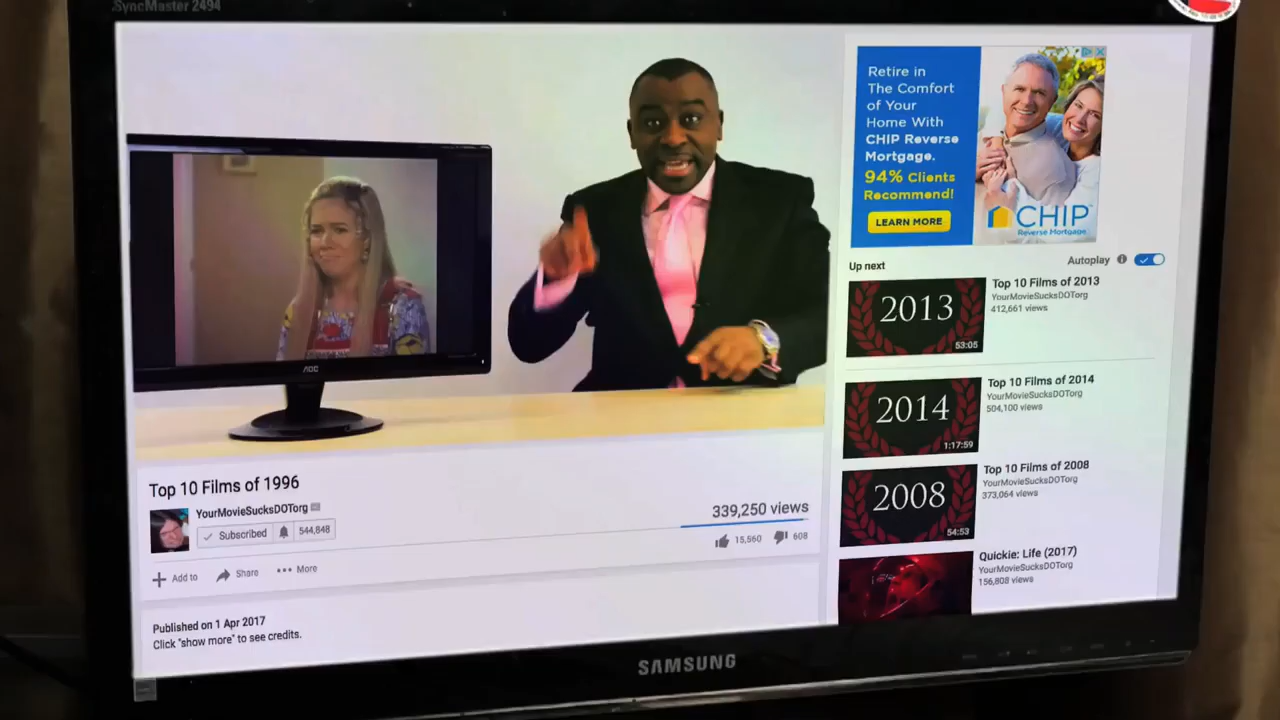 SyncMaster 2494
Retire in
The Comfort
of Your
Home With
CHIP Reverse
Mortgage.
94% Clients
Recommend!
LEARN MORE
CHIP
Reverse Mortgage
AOC
Up next
Autoplay
2013
53:05
Top 10 Films of 2013
YourMovieSucksDOTorg
412,661 views
2014
1:17:59
Top 10 Films of 2014
YourMovieSucksDOTorg
504,100 views
2008
54:53
Top 10 Films of 2008
YourMovieSucksDOTorg
373,064 views
Quickie: Life (2017)
YourMovieSucksDOTorg
156,808 views
Top 10 Films of 1996
YourMovieSucksDOTorg
Subscribed 544,848
339,250 views
15,560 608
Add to Share More
Published on 1 Apr 2017
Click "show more" to see credits.
SAMSUNG